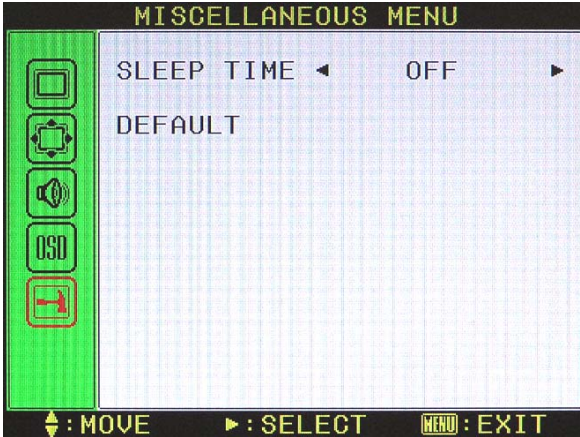 MISCELLANEOUS MENU
SLEEP TIME ◄ OFF ►
DEFAULT
OSD
:MOVE ►:SELECT MENU:EXIT